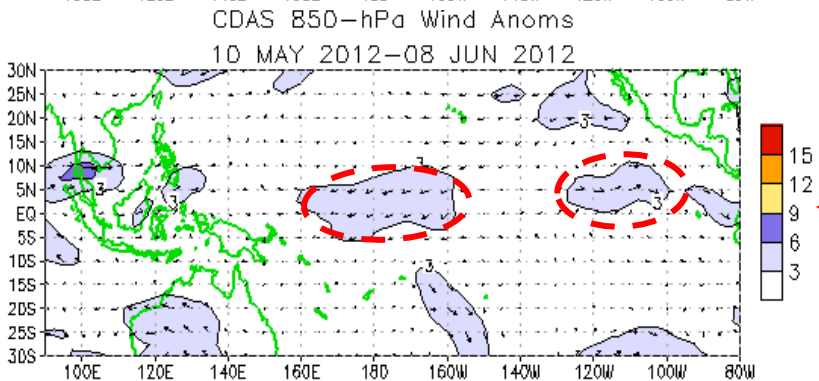 CDAS 850-hPa Wind Anoms
10 MAY 2012-08 JUN 2012
30N
25N
20N
15N
10N
5N
EQ
5S
10S
15S
20S
25S
30S
3
3
3
3
3
3
3
100E 120E 140E 160E 180 160W 140W 120W 100W 80W
15
12
9
6
3